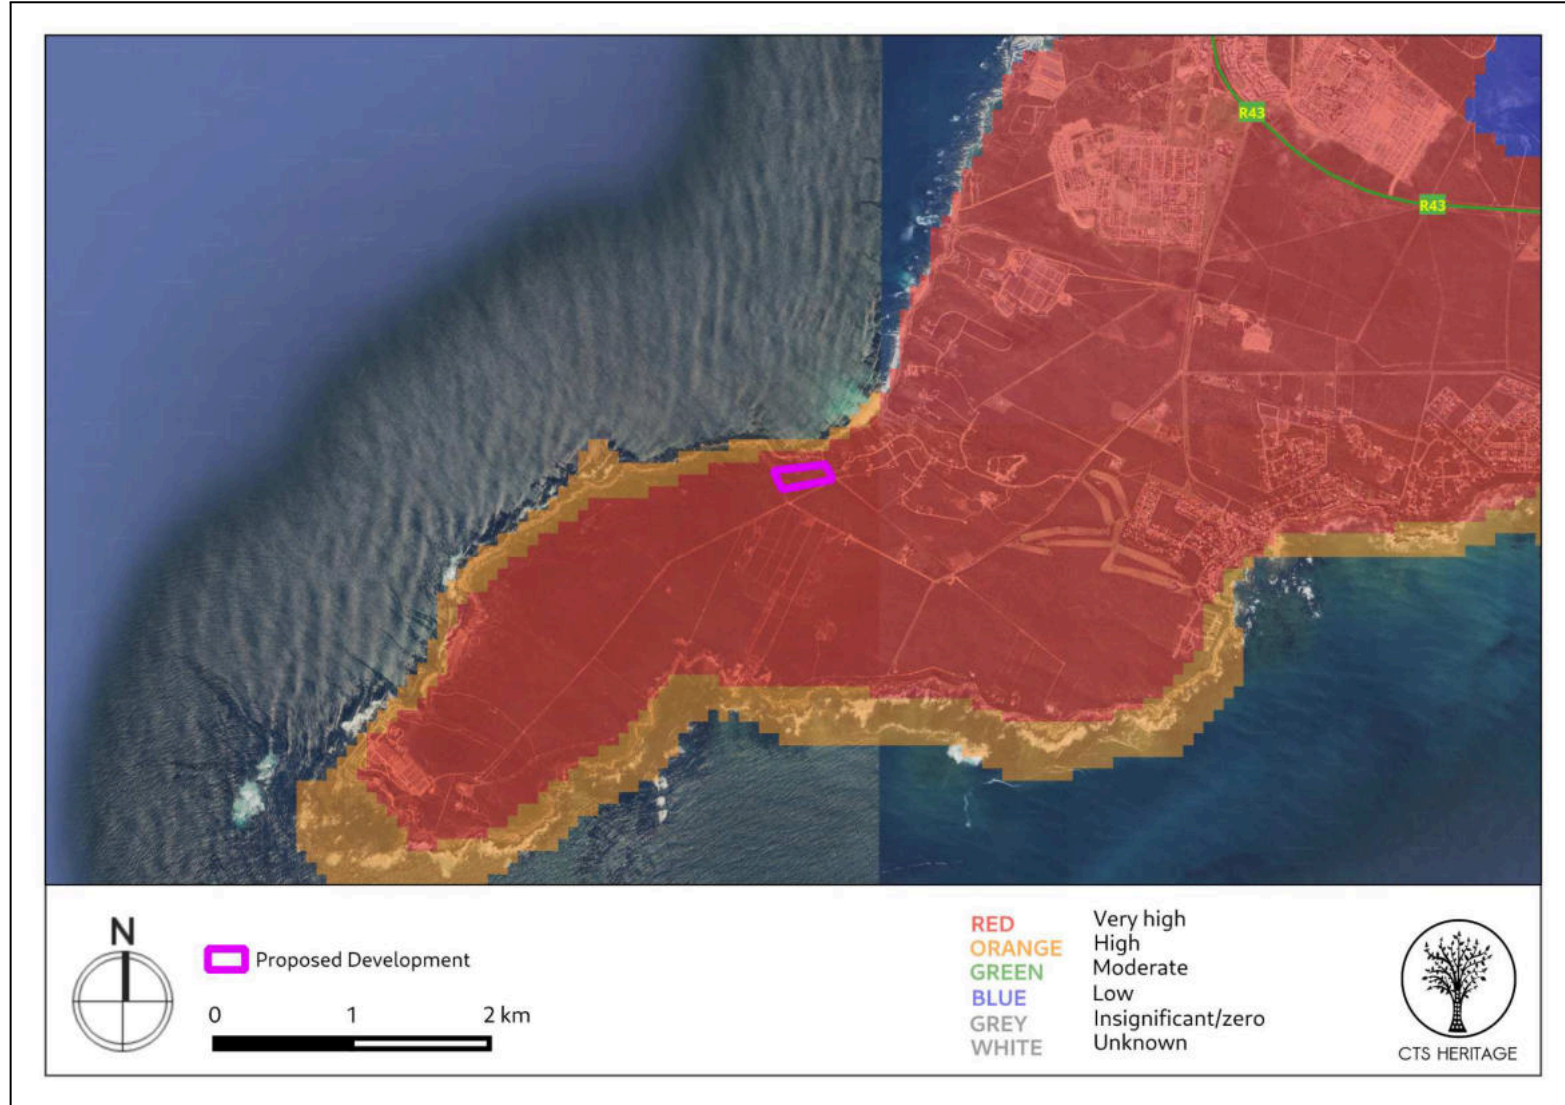 R43
R43
N
Proposed Development
0 1 2 km
RED Very high
ORANGE High
GREEN Moderate
BLUE Low
GREY Insignificant/zero
WHITE Unknown
CTS HERITAGE